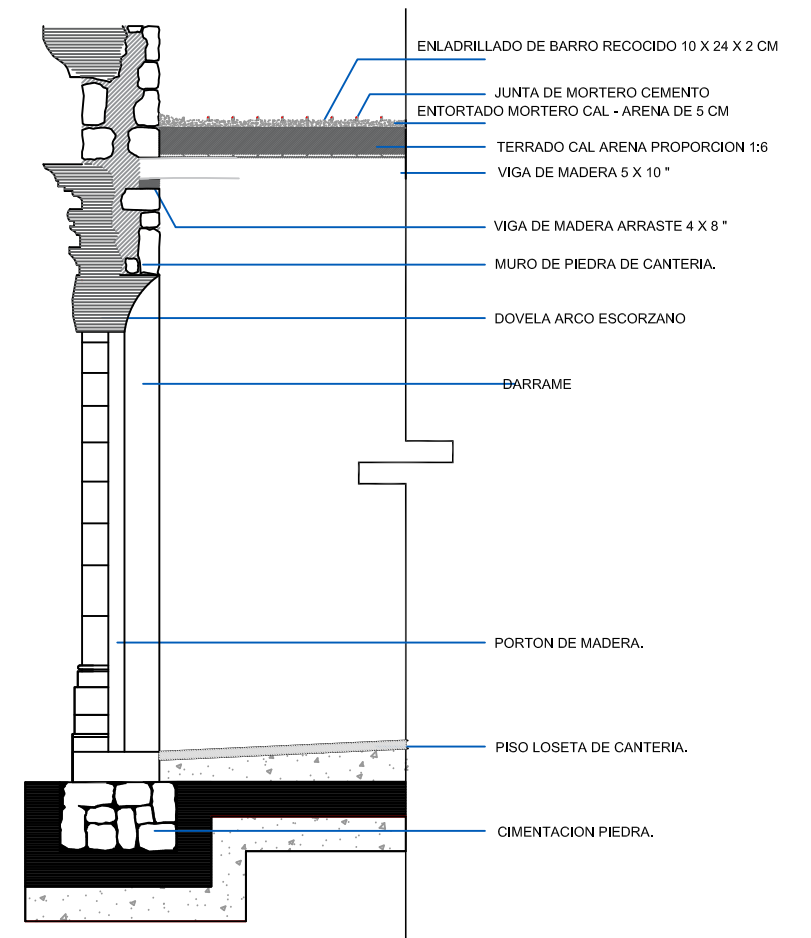 ENLADRILLADO DE BARRO RECOCIDO 10 X 24 X 2 CM
JUNTA DE MORTERO CEMENTO
ENTORTADO MORTERO CAL - ARENA DE 5 CM
TERRADO CAL ARENA PROPORCION 1:6
VIGA DE MADERA 5 X 10 "
VIGA DE MADERA ARRASTE 4 X 8 "
MURO DE PIEDRA DE CANTERIA.
DOVELA ARCO ESCORZANO
DARRAME
PORTON DE MADERA.
PISO LOSETA DE CANTERIA.
CIMENTACION PIEDRA.